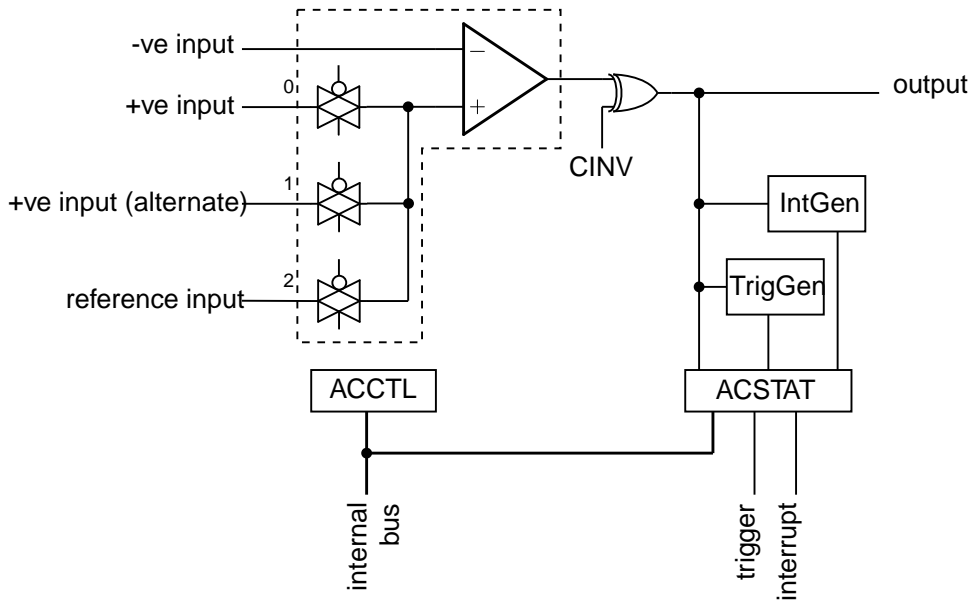 -ve input
−
output
0
+ve input
+
CINV
1
+ve input (alternate)
IntGen
2
reference input
TrigGen
ACCTL
ACSTAT
internal
bus
trigger
interrupt